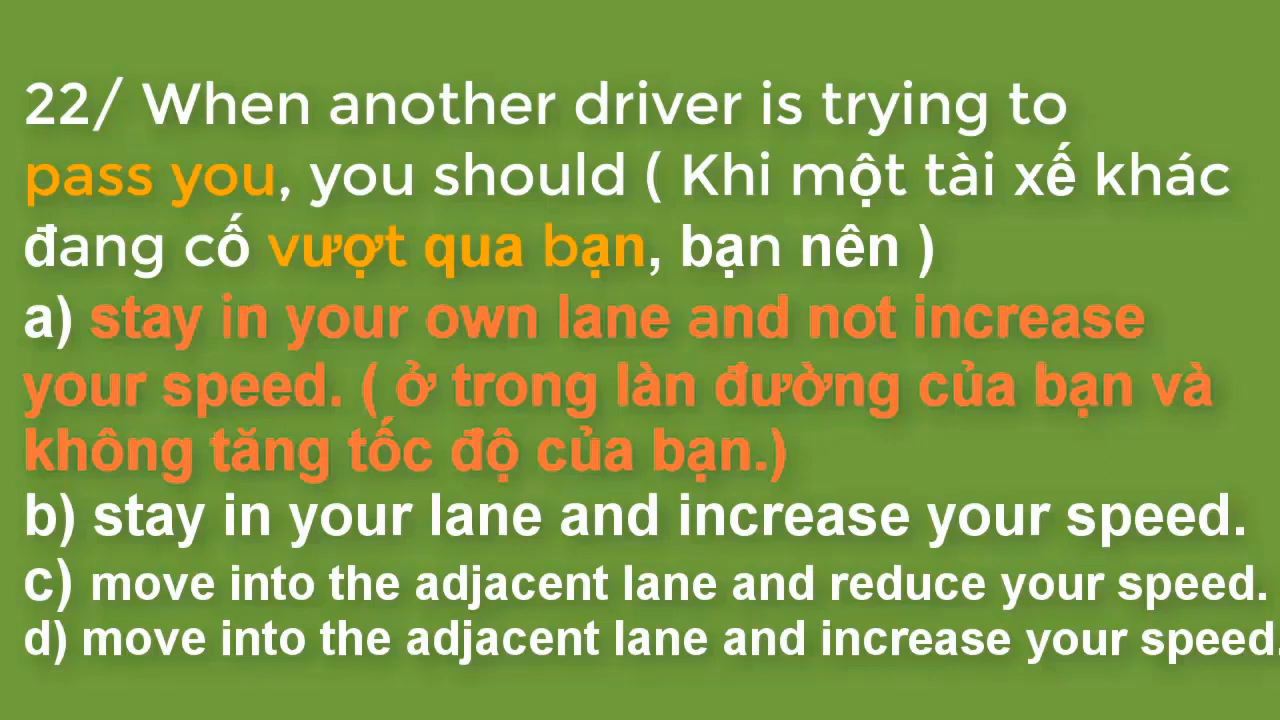 22/ When another driver is trying to
pass you, you should ( Khi một tài xế khác
đang cố vượt qua bạn, bạn nên )
a) stay in your own lane and not increase
your speed. ( ở trong làn đường của bạn và
không tăng tốc độ của bạn.)
b) stay in your lane and increase your speed.
c) move into the adjacent lane and reduce your speed.
d) move into the adjacent lane and increase your speed.